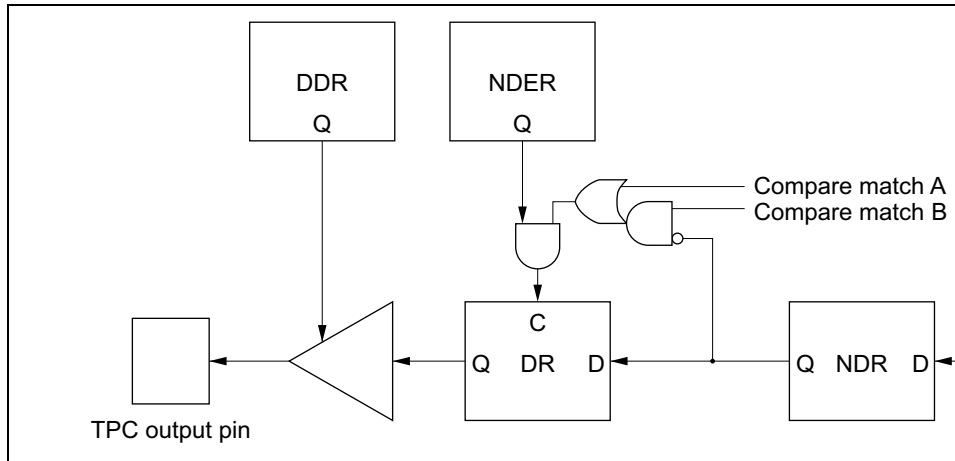 DDR
Q
NDER
Q
Compare match A
Compare match B
C
Q DR D
Q NDR D
TPC output pin